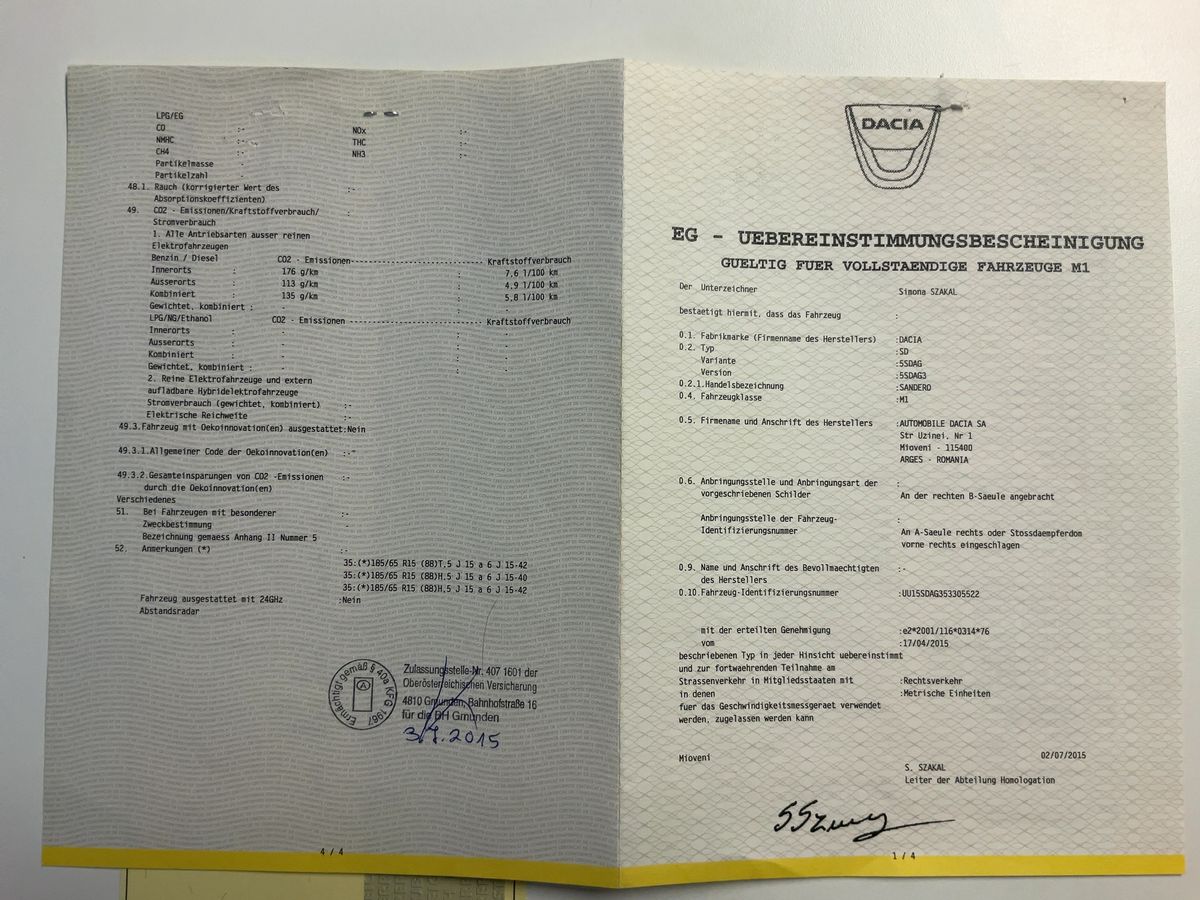 LPG/EG
CO :- NOx :-
NMHC :- THC :-
CH4 :- NH3 :-
Partikelmasse -
Partikelzahl -
48.1. Rauch (korrigierter Wert des :-
Absorptionskoeffizienten)
49. CO2 - Emissionen/Kraftstoffverbrauch/ :
Stromverbrauch
1. Alle Antriebsarten ausser reinen
Elektrofahrzeugen
Benzin / Diesel CO2 - Emissionen------------------------- Kraftstoffverbrauch
Innerorts : 176 g/km 7.6 l/100 km
Ausserorts : 113 g/km 4.9 l/100 km
Kombiniert : 135 g/km 5.8 l/100 km
Gewichtet, kombiniert : - -
LPG/NG/Ethanol CO2 - Emissionen------------------------- Kraftstoffverbrauch
Innerorts : - -
Ausserorts : - -
Kombiniert : - -
Gewichtet, kombiniert : - -
2. Reine Elektrofahrzeuge und extern
aufladbare Hybridelektrofahrzeuge
Stromverbrauch (gewichtet, kombiniert) :-
Elektrische Reichweite :-
49.3.Fahrzeug mit Oekoinnovation(en) ausgestattet:Nein
49.3.1.Allgemeiner Code der Oekoinnovation(en) :-
49.3.2.Gesamteinsparungen von CO2 -Emissionen :-
durch die Oekoinnovation(en)
Verschiedenes
51. Bei Fahrzeugen mit besonderer :-
Zweckbestimmung :-
Bezeichnung gemaess Anhang II Nummer 5
52. Anmerkungen (*) :-
35:(*)185/65 R15 (88)T,5 J 15 a 6 J 15-42
35:(*)185/65 R15 (88)H,5 J 15 a 6 J 15-40
35:(*)185/65 R15 (88)H,5 J 15 a 6 J 15-42
Fahrzeug ausgestattet mit 24GHz :Nein
Abstandsradar
Ermächtigt gemäß § 40a KFG 1967
A
Zulassungsstelle-Nr. 407 1601 der
Oberösterreichischen Versicherung
4810 Gmunden, Bahnhofstraße 16
für die BH Gmunden
3.7.2015
4 / 4
DACIA
EG - UEBEREINSTIMMUNGSBESCHEINIGUNG
GUELTIG FUER VOLLSTAENDIGE FAHRZEUGE M1
Der Unterzeichner Simona SZAKAL
bestaetigt hiermit, dass das Fahrzeug :
0.1. Fabrikmarke (Firmenname des Herstellers) :DACIA
0.2. Typ :SD
Variante :5SDAG
Version :5SDAG3
0.2.1.Handelsbezeichnung :SANDERO
0.4. Fahrzeugklasse :M1
0.5. Firmename und Anschrift des Herstellers :AUTOMOBILE DACIA SA
Str Uzinei, Nr 1
Mioveni - 115400
ARGES - ROMANIA
0.6. Anbringungsstelle und Anbringungsart der :
vorgeschriebenen Schilder An der rechten B-Saeule angebracht
Anbringungsstelle der Fahrzeug- :
Identifizierungsnummer An A-Saeule rechts oder Stossdaempferdom
vorne rechts eingeschlagen
0.9. Name und Anschrift des Bevollmaechtigten :-
des Herstellers
0.10.Fahrzeug-Identifizierungsnummer :UU15SDAG353305522
mit der erteilten Genehmigung :e2*2001/116*0314*76
vom :17/04/2015
beschriebenen Typ in jeder Hinsicht uebereinstimmt
und zur fortwaehrenden Teilnahme am
Strassenverkehr in Mitgliedsstaaten mit :Rechtsverkehr
in denen :Metrische Einheiten
fuer das Geschwindigkeitsmessgeraet verwendet
werden, zugelassen werden kann
Mioveni 02/07/2015
S. SZAKAL
Leiter der Abteilung Homologation
1 / 4